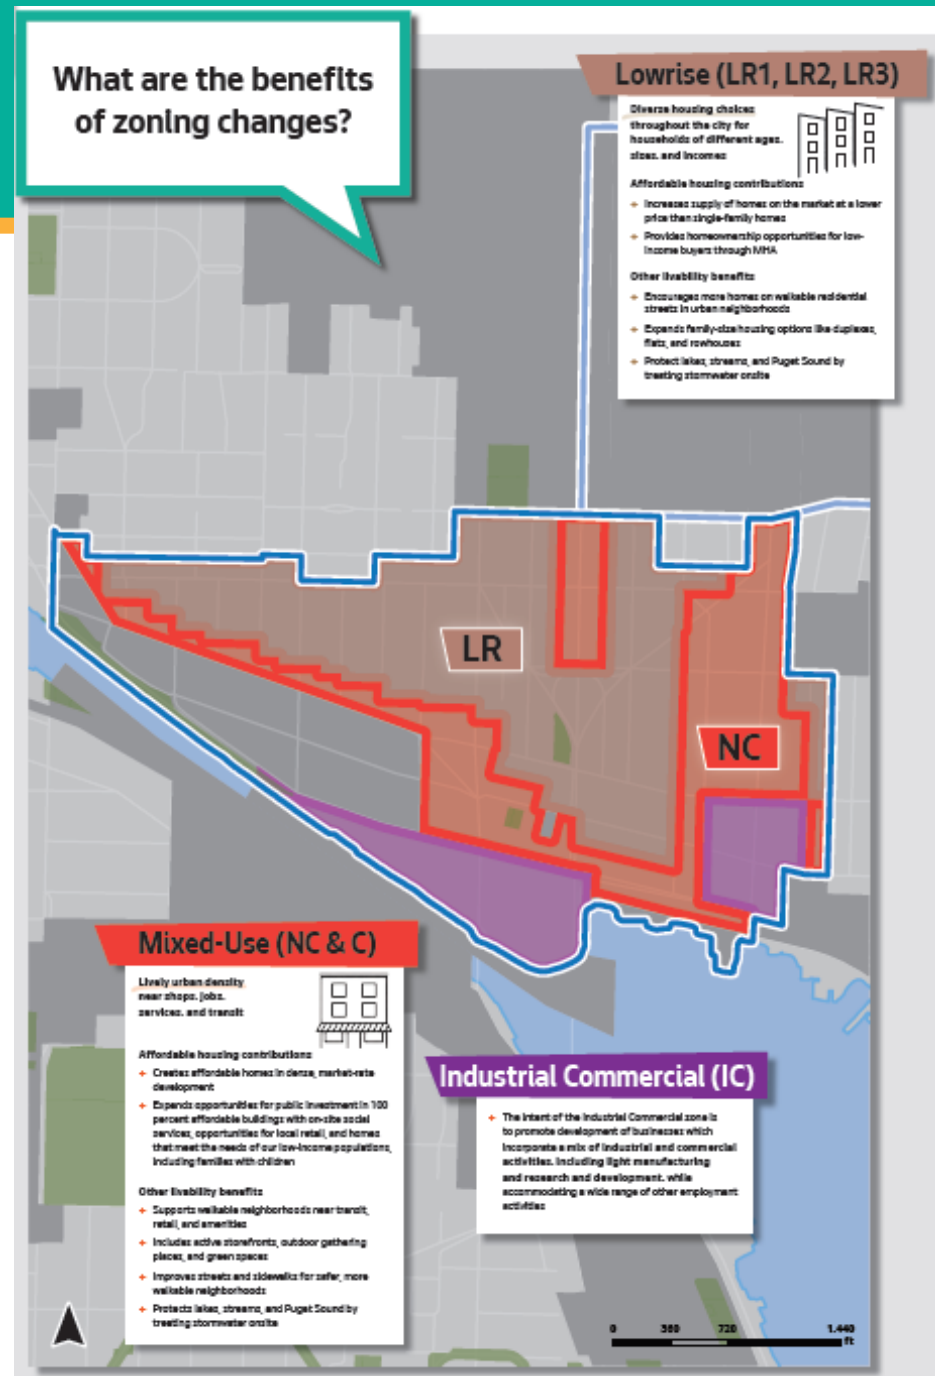 What are the benefits
of zoning changes?
Lowrise (LR1, LR2, LR3)
Diverse housing choices
throughout the city for
households of different ages,
sizes, and incomes
Affordable housing contributions
Increases supply of homes on the market at a lower
price than single-family homes
Provides homeownership opportunities for low-
income buyers through MHA
Other livability benefits
Encourages more homes on walkable residential
streets in urban neighborhoods
Expands family-size housing options like duplexes,
flats, and rowhouses
Protect lakes, streams, and Puget Sound by
treating stormwater onsite
LR
NC
Mixed-Use (NC & C)
Lively urban density
near shops, jobs,
services, and transit
Affordable housing contributions
Creates affordable homes in dense, market-rate
development
Expands opportunities for public investment in 100
percent affordable buildings with on-site social
services, opportunities for local retail, and homes
that meet the needs of our low-income populations,
including families with children
Other livability benefits
Supports walkable neighborhoods near transit,
retail, and amenities
Includes active storefronts, outdoor gathering
places, and green spaces
Improves streets and sidewalks for safer, more
walkable neighborhoods
Protects lakes, streams, and Puget Sound by
treating stormwater onsite
Industrial Commercial (IC)
The intent of the Industrial Commercial zone is
to promote development of businesses which
incorporate a mix of industrial and commercial
activities, including light manufacturing
and research and development, while
accommodating a wide range of other employment
activities
0 360 720 1,440
ft